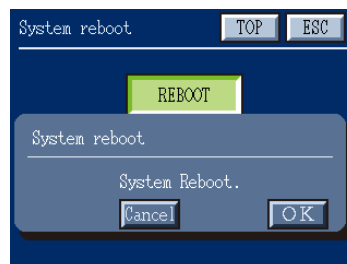 System reboot TOP ESC
REBOOT
System reboot
System Reboot.
Cancel OK